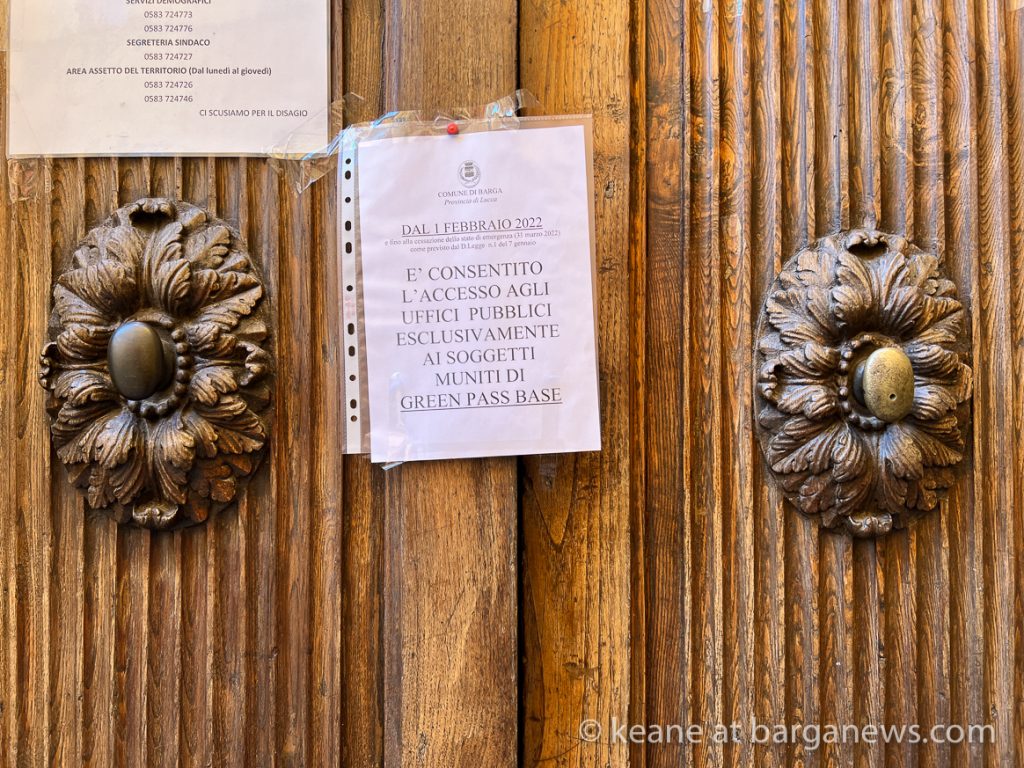 SERVIZI DEMOGRAFICI
0583 724773
0583 724776
SEGRETERIA SINDACO
0583 724727
AREA ASSETTO DEL TERRITORIO (Dal lunedì al giovedì)
0583 724726
0583 724746
CI SCUSIAMO PER IL DISAGIO
COMUNE DI BARGA
Provincia di Lucca
DAL 1 FEBBRAIO 2022
e fino alla cessazione dello stato di emergenza (31 marzo 2022)
come previsto dal D.Legge n.1 del 7 gennaio
E' CONSENTITO
L'ACCESSO AGLI
UFFICI PUBBLICI
ESCLUSIVAMENTE
AI SOGGETTI
MUNITI DI
GREEN PASS BASE
© keane at barganews.com